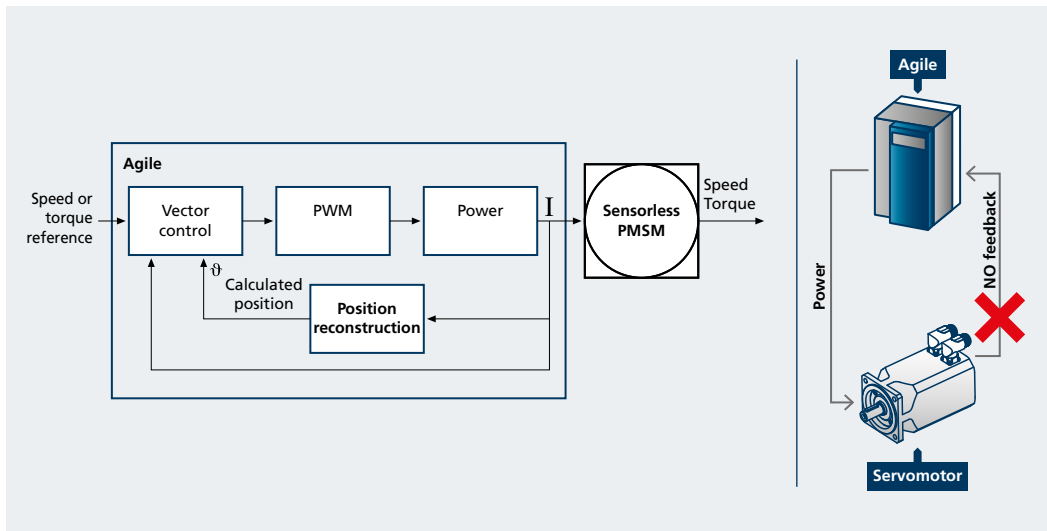 Agile
Speed or
torque
reference
Vector
control
PWM
Power
I
Sensorless
PMSM
Speed
Torque
ϑ
Calculated
position
Position
reconstruction
Agile
Power
NO feedback
Servomotor